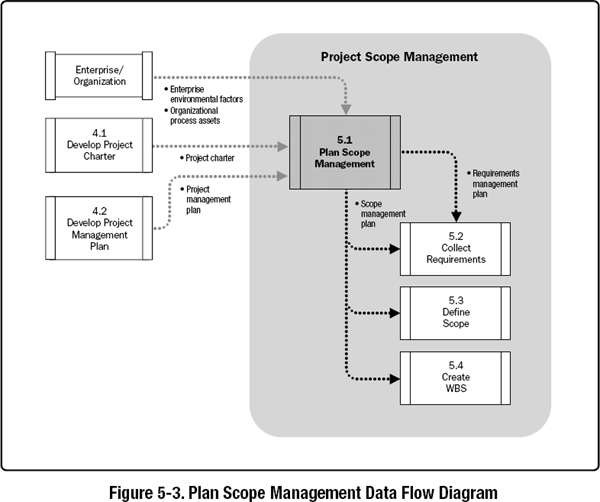 Project Scope Management
Enterprise/
Organization
• Enterprise
environmental factors
• Organizational
process assets
4.1
Develop Project
Charter
• Project charter
5.1
Plan Scope
Management
• Requirements
management
plan
4.2
Develop Project
Management
Plan
• Project
management
plan
• Scope
management
plan
5.2
Collect
Requirements
5.3
Define
Scope
5.4
Create
WBS
Figure 5-3. Plan Scope Management Data Flow Diagram